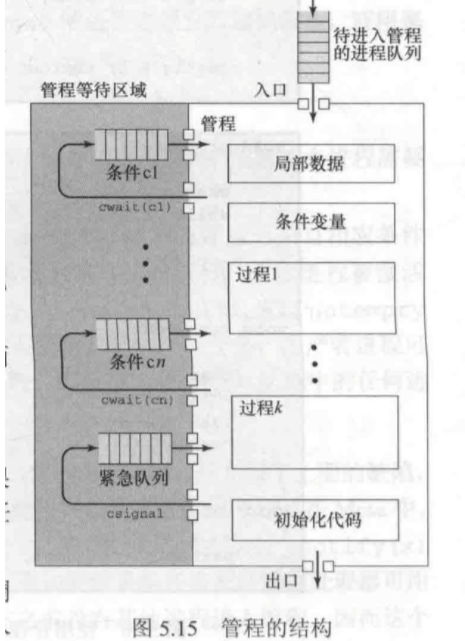 待进入管程
的进程队列
管程等待区域
入口
管程
局部数据
条件c1
cwait(c1)
条件变量
过程1
条件cn
cwait(cn)
过程k
紧急队列
csignal
初始化代码
出口
图 5.15 管程的结构